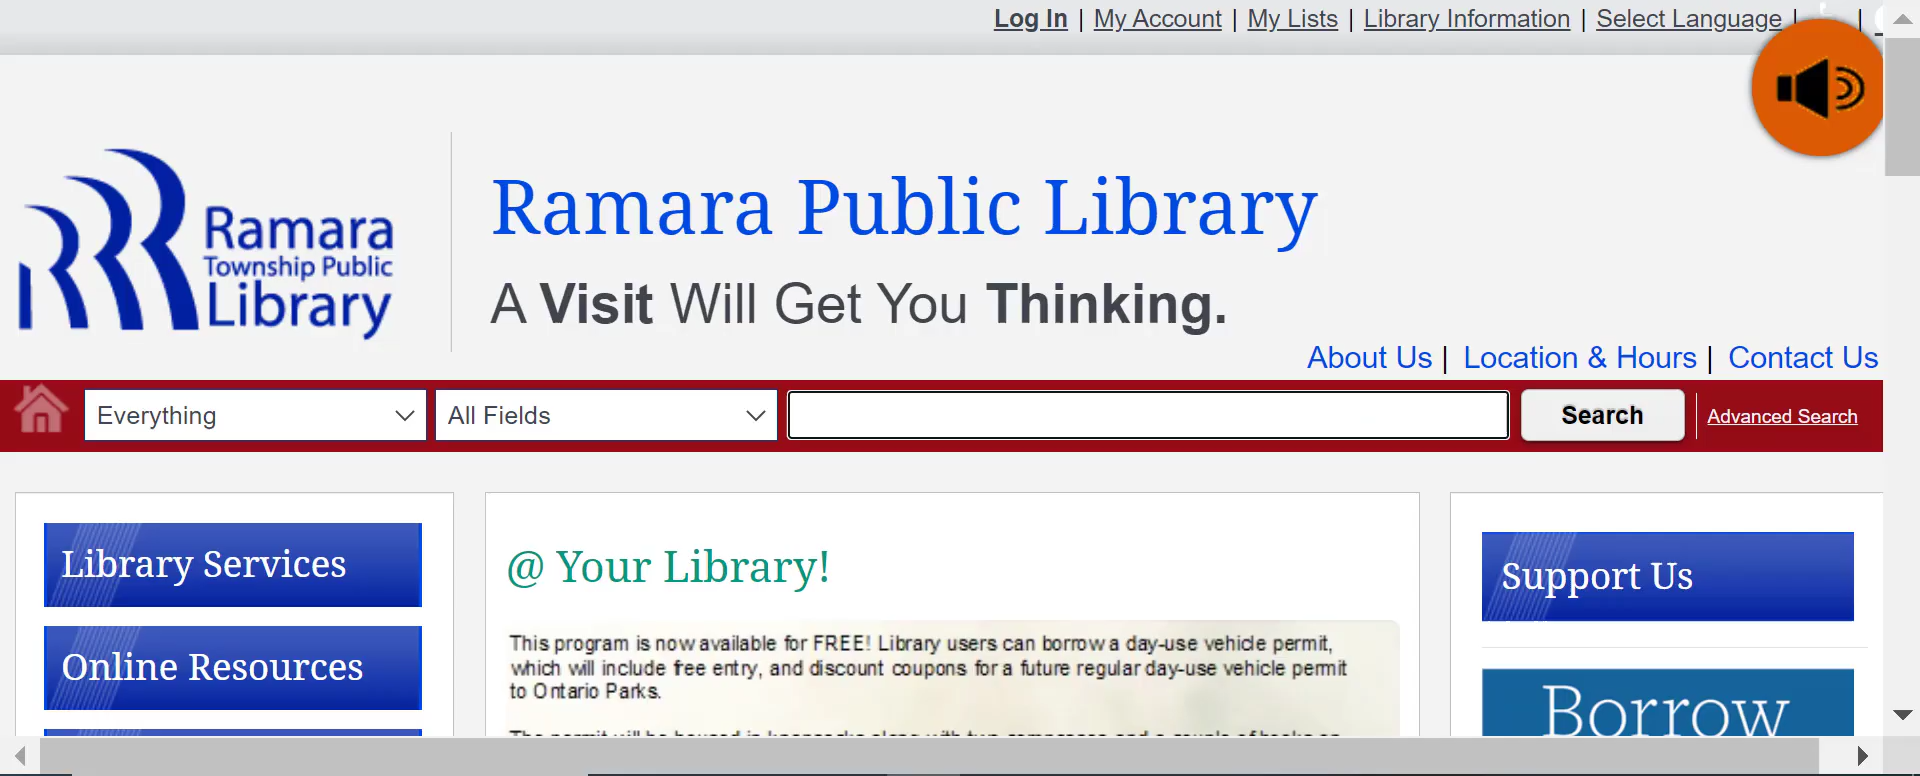 Log In | My Account | My Lists | Library Information | Select Language | |
Ramara
Township Public
Library
Ramara Public Library
A Visit Will Get You Thinking.
About Us | Location & Hours | Contact Us
Everything All Fields Search Advanced Search
Library Services
Online Resources
@ Your Library!
This program is now available for FREE! Library users can borrow a day-use vehicle permit,
which will include free entry, and discount coupons for a future regular day-use vehicle permit
to Ontario Parks.
Support Us
Borrow